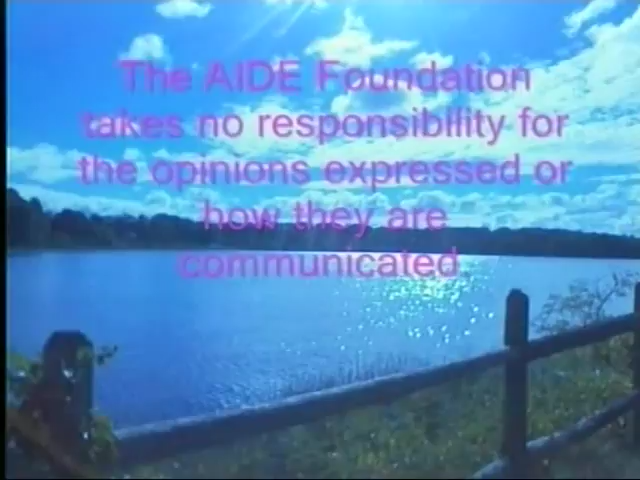 The AIDE Foundation
takes no responsibility for
the opinions expressed or
how they are
communicated.